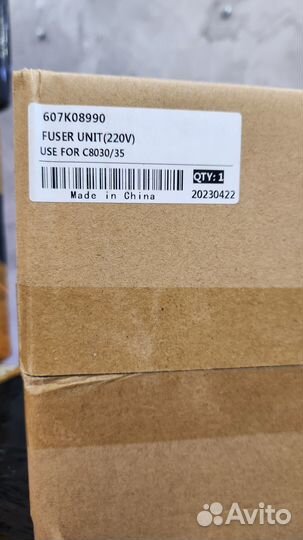 607K08990
FUSER UNIT(220V)
USE FOR C8030/35
QTY: 1
Made in China 20230422
Avito